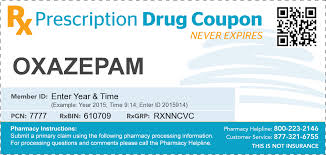 Rx Prescription Drug Coupon
NEVER EXPIRES
OXAZEPAM
Member ID: Enter Year & Time
(Example: Year 2015, Time 9:14, Enter ID 2015914)
PCN: 7777 RxBIN: 610709 RxGRP: RXNNCVC
Pharmacy Instructions:
Submit a primary claim using the following pharmacy processing information.
For processing questions and comments please call the Pharmacy Helpline.
Pharmacy Helpline: 800-223-2146
Customer Service: 877-321-6755
THIS IS NOT INSURANCE